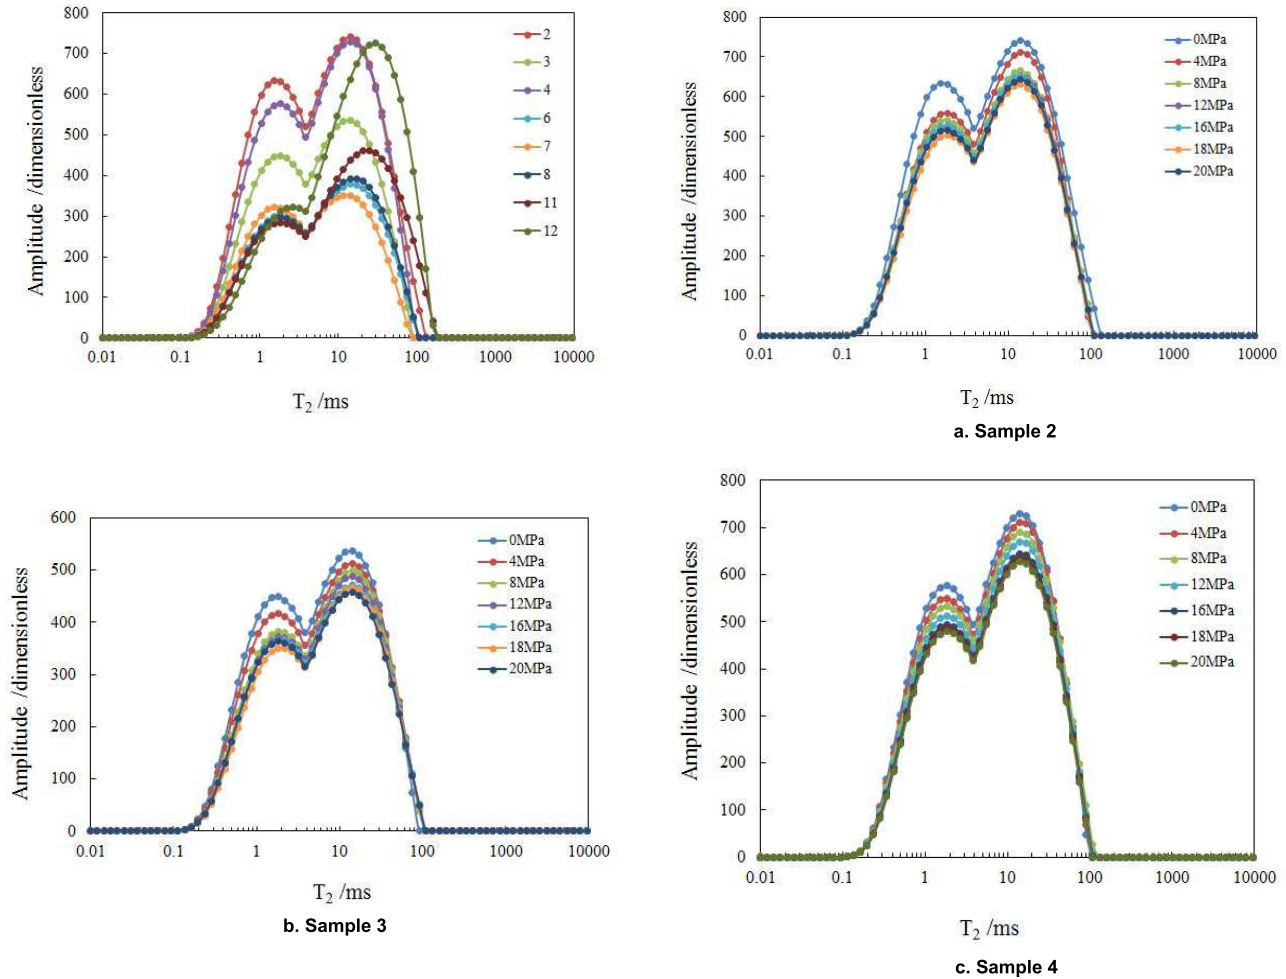 800
700
600
500
400
300
200
100
0
Amplitude /dimensionless
0.01 0.1 1 10 100 1000 10000
T2 /ms
2
3
4
6
7
8
11
12
800
700
600
500
400
300
200
100
0
Amplitude /dimensionless
0.01 0.1 1 10 100 1000 10000
T2 /ms
0MPa
4MPa
8MPa
12MPa
16MPa
18MPa
20MPa
a. Sample 2
600
500
400
300
200
100
0
Amplitude /dimensionless
0.01 0.1 1 10 100 1000 10000
T2 /ms
0MPa
4MPa
8MPa
12MPa
16MPa
18MPa
20MPa
b. Sample 3
800
700
600
500
400
300
200
100
0
Amplitude /dimensionless
0.01 0.1 1 10 100 1000 10000
T2 /ms
0MPa
4MPa
8MPa
12MPa
16MPa
18MPa
20MPa
c. Sample 4